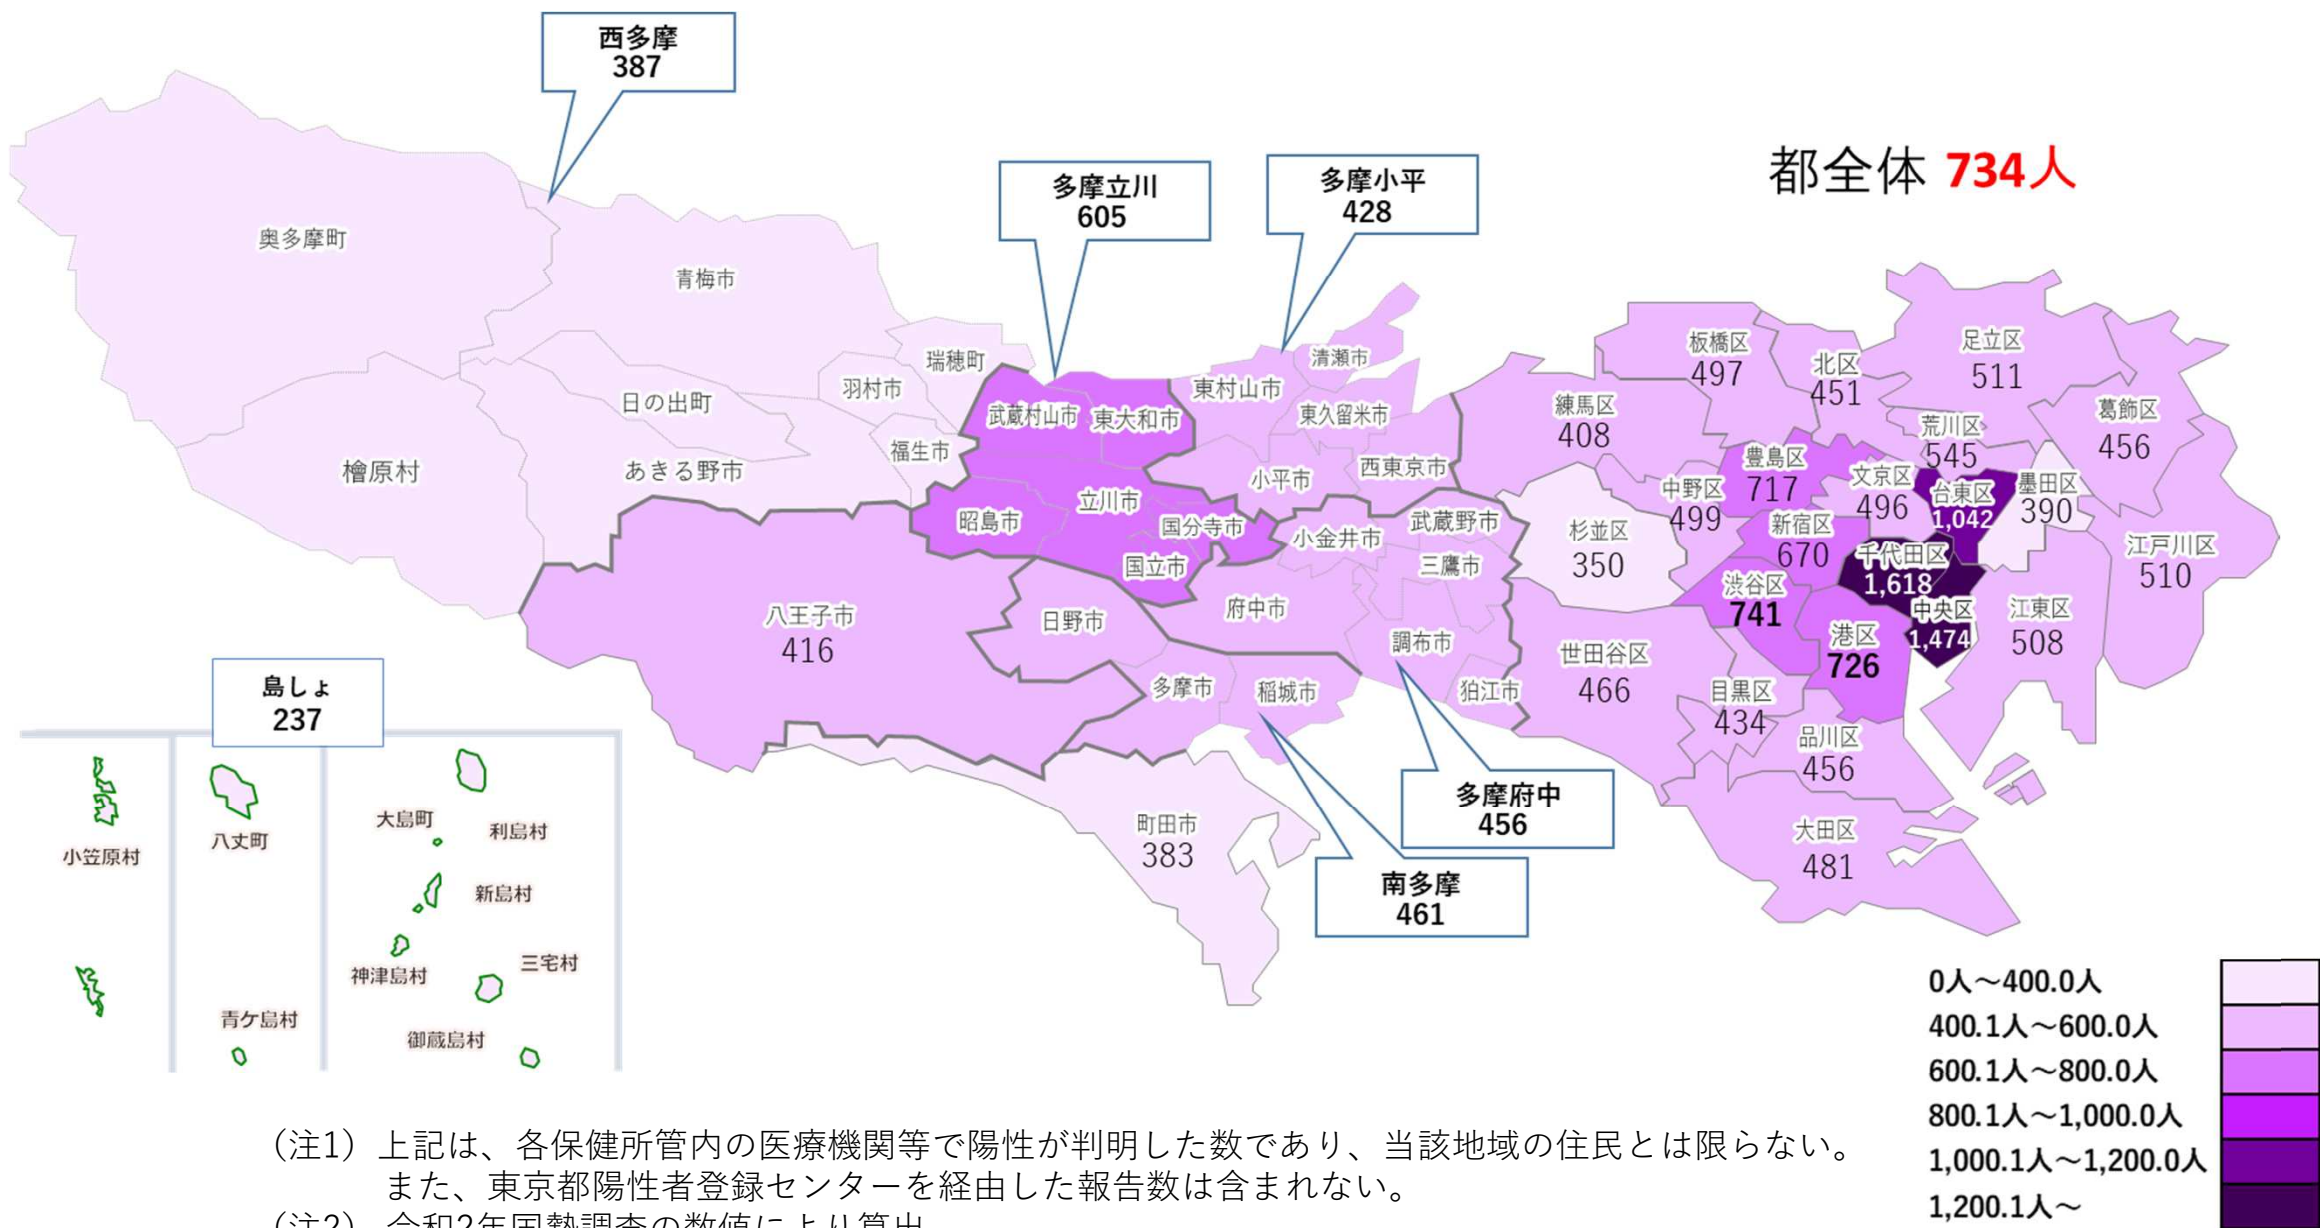 西多摩
387
多摩立川
605
多摩小平
428
都全体 734人
奥多摩町
青梅市
瑞穂町
羽村市
日の出町
福生市
あきる野市
檜原村
武蔵村山市
東大和市
立川市
昭島市
国分寺市
国立市
東村山市
清瀬市
東久留米市
小平市
西東京市
小金井市
武蔵野市
三鷹市
府中市
調布市
狛江市
八王子市
416
日野市
多摩市
稲城市
町田市
383
多摩府中
456
南多摩
461
板橋区
497
北区
451
足立区
511
葛飾区
456
練馬区
408
荒川区
545
豊島区
717
文京区
496
台東区
1,042
墨田区
390
中野区
499
杉並区
350
新宿区
670
千代田区
1,618
江戸川区
510
渋谷区
741
中央区
1,474
江東区
508
港区
726
世田谷区
466
目黒区
434
品川区
456
大田区
481
島しょ
237
小笠原村
八丈町
青ケ島村
大島町
利島村
新島村
神津島村
三宅村
御蔵島村
0人～400.0人
400.1人～600.0人
600.1人～800.0人
800.1人～1,000.0人
1,000.1人～1,200.0人
1,200.1人～
（注1）上記は、各保健所管内の医療機関等で陽性が判明した数であり、当該地域の住民とは限らない。
また、東京都陽性者登録センターを経由した報告数は含まれない。
（注2） 令和2年国勢調査の数値により算出